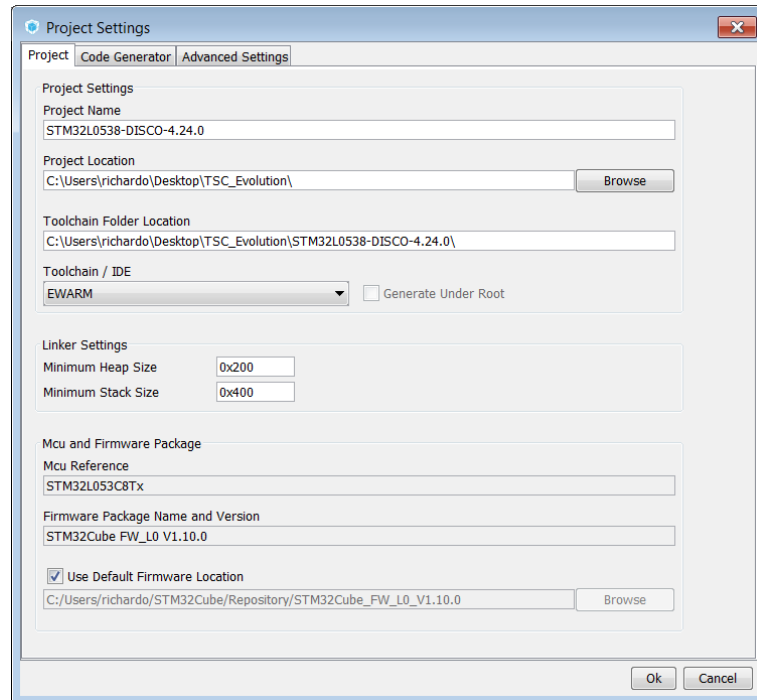 Project Settings
Project Code Generator Advanced Settings
Project Settings
Project Name
STM32L0538-DISCO-4.24.0
Project Location
C:\Users\richardo\Desktop\TSC_Evolution\ Browse
Toolchain Folder Location
C:\Users\richardo\Desktop\TSC_Evolution\STM32L0538-DISCO-4.24.0\
Toolchain / IDE
EWARM Generate Under Root
Linker Settings
Minimum Heap Size 0x200
Minimum Stack Size 0x400
Mcu and Firmware Package
Mcu Reference
STM32L053C8Tx
Firmware Package Name and Version
STM32Cube FW_L0 V1.10.0
Use Default Firmware Location
C:/Users/richardo/STM32Cube/Repository/STM32Cube_FW_L0_V1.10.0 Browse
Ok Cancel